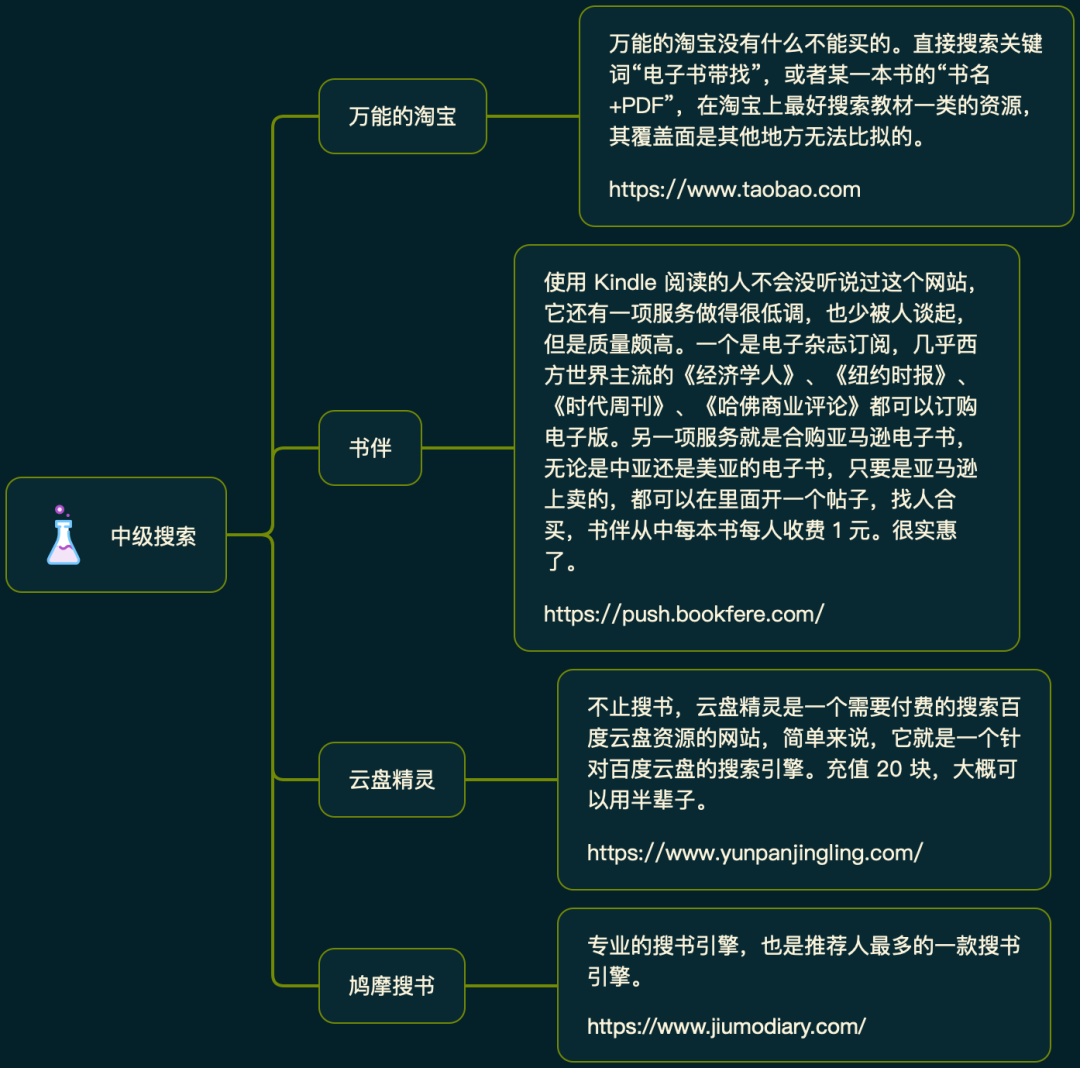 中级搜索
万能的淘宝
万能的淘宝没有什么不能买的。直接搜索关键
词“电子书带找”，或者某一本书的“书名
+PDF”，在淘宝上最好搜索教材一类的资源，
其覆盖面是其他地方无法比拟的。
https://www.taobao.com
书伴
使用 Kindle 阅读的人不会没听说过这个网站，
它还有一项服务做得很低调，也少被人谈起，
但是质量颇高。一个是电子杂志订阅，几乎西
方世界主流的《经济学人》、《纽约时报》、
《时代周刊》、《哈佛商业评论》都可以订购
电子版。另一项服务就是合购亚马逊电子书，
无论是中亚还是美亚的电子书，只要是亚马逊
上卖的，都可以在里面开一个帖子，找人合
买，书伴从中每本书每人收费 1 元。很实惠
了。
https://push.bookfere.com/
云盘精灵
不止搜书，云盘精灵是一个需要付费的搜索百
度云盘资源的网站，简单来说，它就是一个针
对百度云盘的搜索引擎。充值 20 块，大概可
以用半辈子。
https://www.yunpanjingling.com/
鸠摩搜书
专业的搜书引擎，也是推荐人最多的一款搜书
引擎。
https://www.jiumodiary.com/